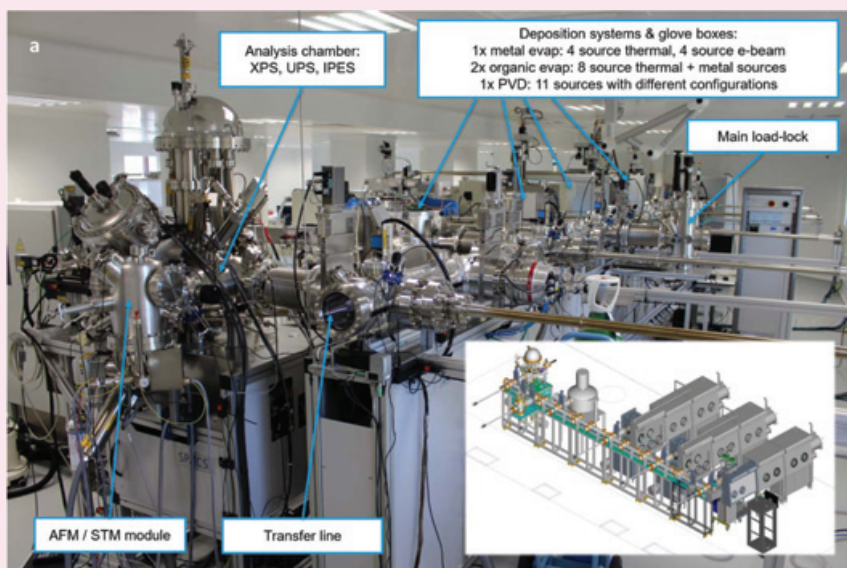 a
Analysis chamber:
XPS, UPS, IPES
Deposition systems & glove boxes:
1x metal evap: 4 source thermal, 4 source e-beam
2x organic evap: 8 source thermal + metal sources
1x PVD: 11 sources with different configurations
Main load-lock
SPECS
AFM / STM module
Transfer line